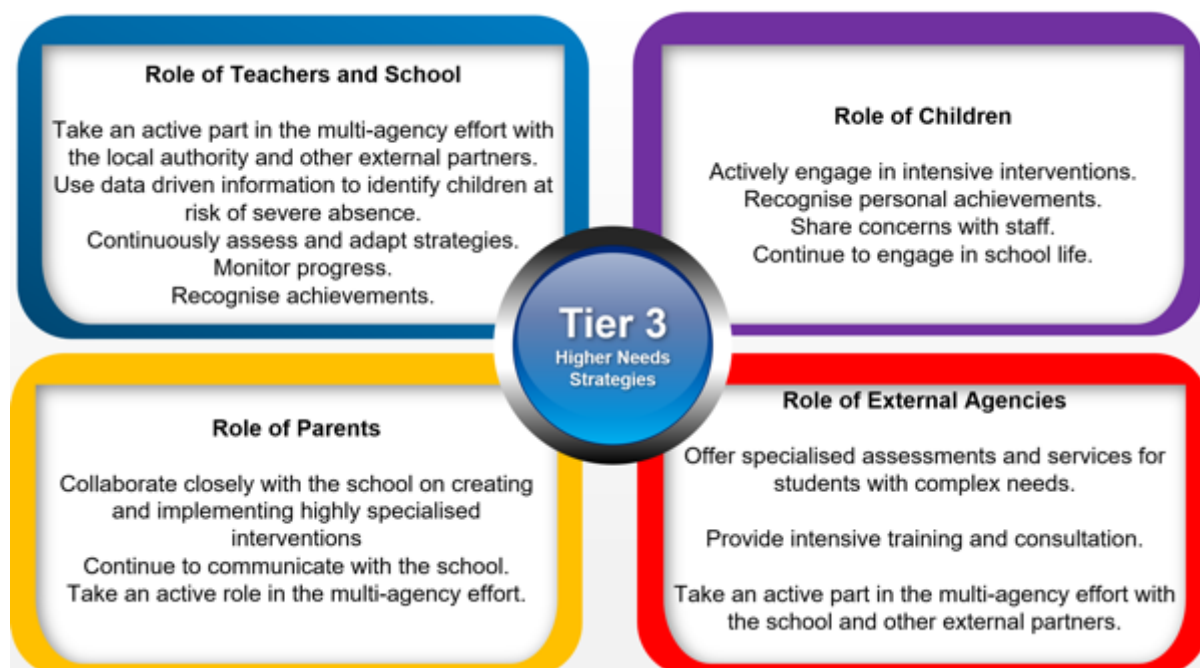 Role of Teachers and School
Take an active part in the multi-agency effort with
the local authority and other external partners.
Use data driven information to identify children at
risk of severe absence.
Continuously assess and adapt strategies.
Monitor progress.
Recognise achievements.
Role of Children
Actively engage in intensive interventions.
Recognise personal achievements.
Share concerns with staff.
Continue to engage in school life.
Tier 3
Higher Needs
Strategies
Role of Parents
Collaborate closely with the school on creating
and implementing highly specialised
interventions
Continue to communicate with the school.
Take an active role in the multi-agency effort.
Role of External Agencies
Offer specialised assessments and services for
students with complex needs.
Provide intensive training and consultation.
Take an active part in the multi-agency effort with
the school and other external partners.